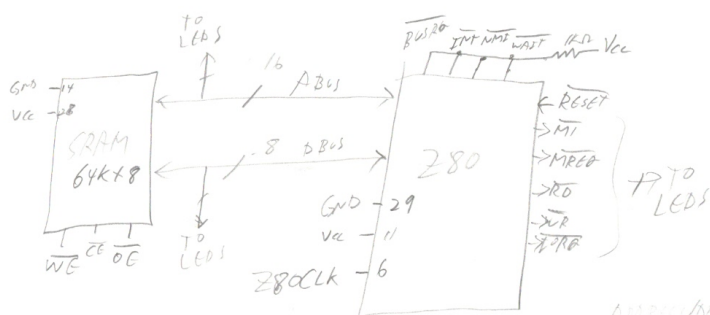 TO
LEDS
BUSRQ INT NMI WAIT 1KΩ Vcc
GND 14
Vcc 28
16 ABUS
RESET
M1
SRAM
64K×8
8 DBUS
Z80
MREQ
TO
LEDS
RD
GND 29
WR
Vcc 11
IORQ
WE CE OE
TO
LEDS
Z80CLK 6